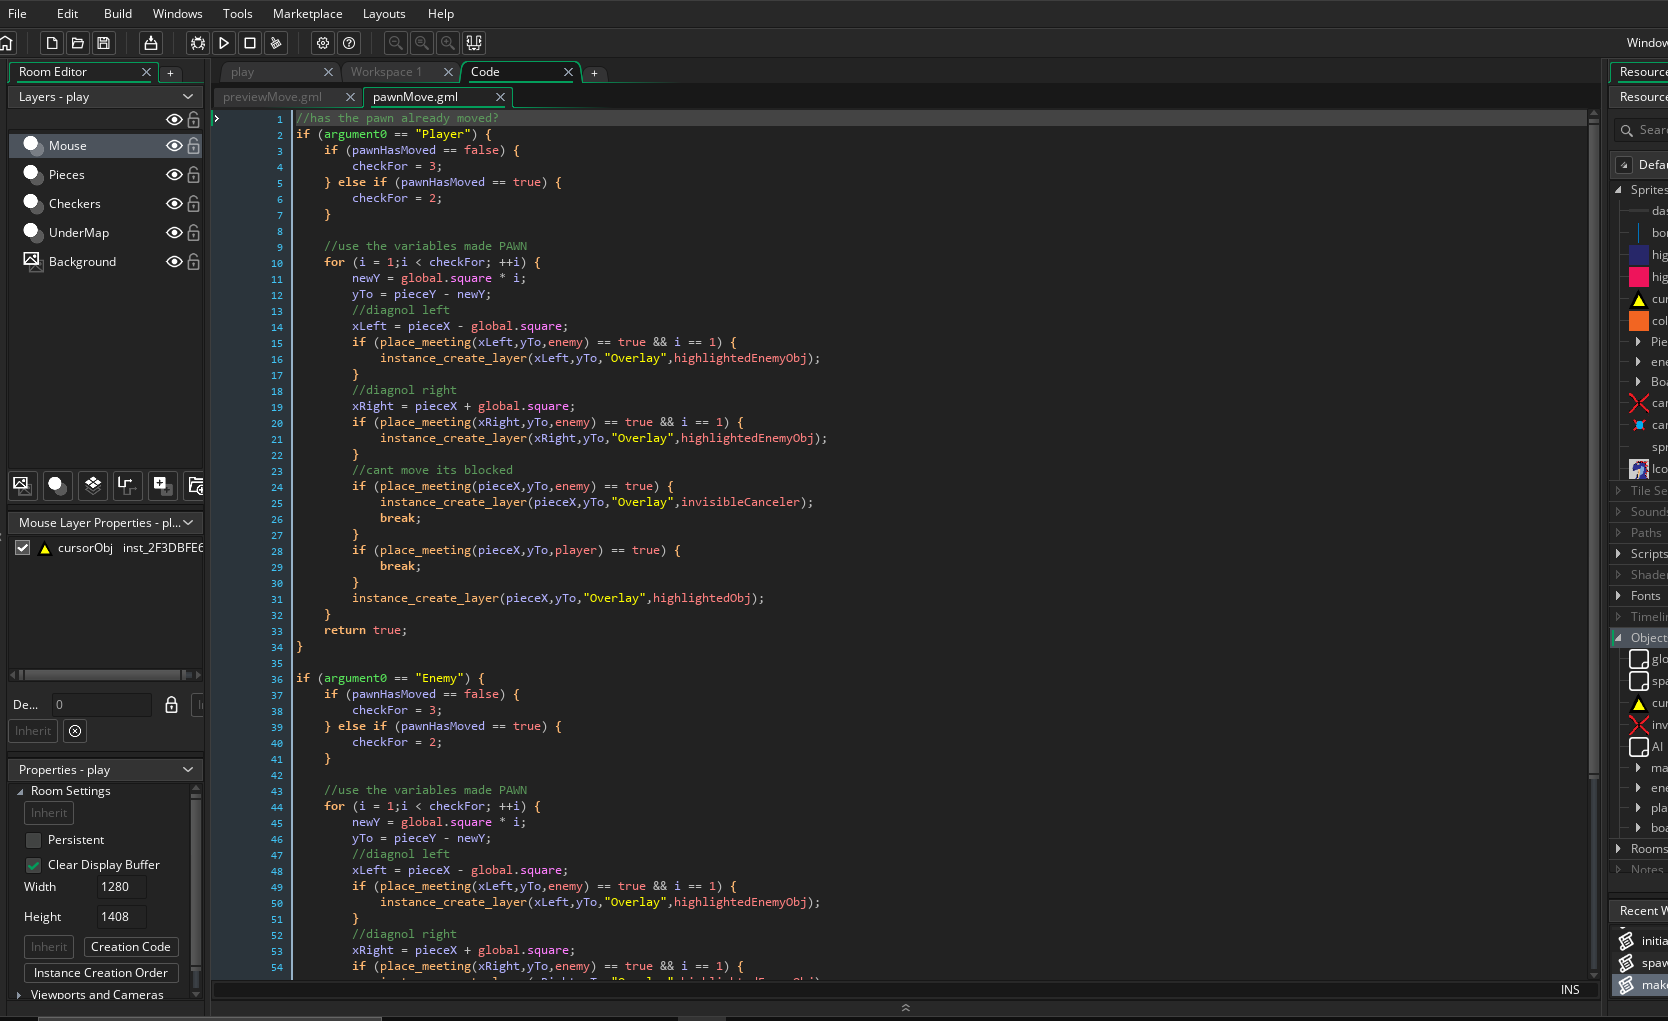 File Edit Build Windows Tools Marketplace Layouts Help
Room Editor
Layers - play
Mouse
Pieces
Checkers
UnderMap
Background
Mouse Layer Properties - pl...
cursorObj inst_2F3DBFE6
De... 0
Inherit
Properties - play
Room Settings
Inherit
Persistent
Clear Display Buffer
Width 1280
Height 1408
Inherit Creation Code
Instance Creation Order
Viewports and Cameras
play Workspace 1 Code
previewMove.gml pawnMove.gml
1 //has the pawn already moved?
2 if (argument0 == "Player") {
3 if (pawnHasMoved == false) {
4 checkFor = 3;
5 } else if (pawnHasMoved == true) {
6 checkFor = 2;
7 }
8
9 //use the variables made PAWN
10 for (i = 1;i < checkFor; ++i) {
11 newY = global.square * i;
12 yTo = pieceY - newY;
13 //diagnol left
14 xLeft = pieceX - global.square;
15 if (place_meeting(xLeft,yTo,enemy) == true && i == 1) {
16 instance_create_layer(xLeft,yTo,"Overlay",highlightedEnemyObj);
17 }
18 //diagnol right
19 xRight = pieceX + global.square;
20 if (place_meeting(xRight,yTo,enemy) == true && i == 1) {
21 instance_create_layer(xRight,yTo,"Overlay",highlightedEnemyObj);
22 }
23 //cant move its blocked
24 if (place_meeting(pieceX,yTo,enemy) == true) {
25 instance_create_layer(pieceX,yTo,"Overlay",invisibleCanceler);
26 break;
27 }
28 if (place_meeting(pieceX,yTo,player) == true) {
29 break;
30 }
31 instance_create_layer(pieceX,yTo,"Overlay",highlightedObj);
32 }
33 return true;
34 }
35
36 if (argument0 == "Enemy") {
37 if (pawnHasMoved == false) {
38 checkFor = 3;
39 } else if (pawnHasMoved == true) {
40 checkFor = 2;
41 }
42
43 //use the variables made PAWN
44 for (i = 1;i < checkFor; ++i) {
45 newY = global.square * i;
46 yTo = pieceY - newY;
47 //diagnol left
48 xLeft = pieceX - global.square;
49 if (place_meeting(xLeft,yTo,enemy) == true && i == 1) {
50 instance_create_layer(xLeft,yTo,"Overlay",highlightedEnemyObj);
51 }
52 //diagnol right
53 xRight = pieceX + global.square;
54 if (place_meeting(xRight,yTo,enemy) == true && i == 1) {
INS
Window
Resource
Resource
Sear
Defau
Sprites
das
bor
hig
hig
cur
col
Pie
ene
Boa
can
can
spr
Ico
Tile Se
Sounds
Paths
Scripts
Shader
Fonts
Timelin
Object
glo
spa
cur
inv
AI
ma
ene
pla
boa
Rooms
Notes
Recent W
initia
spaw
make